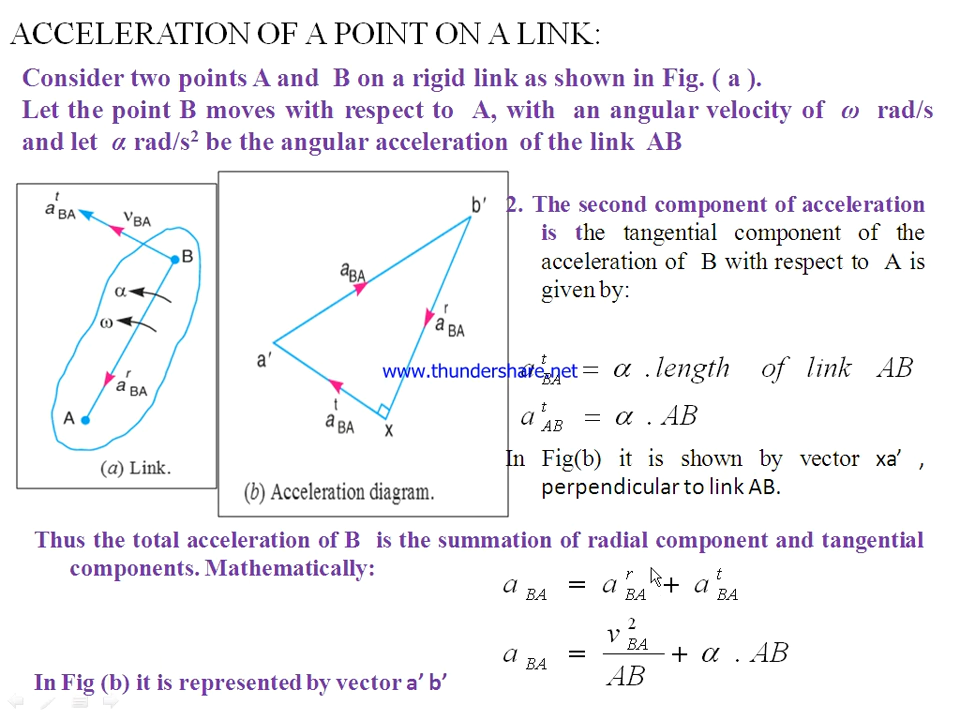 ACCELERATION OF A POINT ON A LINK:
Consider two points A and B on a rigid link as shown in Fig. ( a ).
Let the point B moves with respect to A, with an angular velocity of ω rad/s
and let α rad/s² be the angular acceleration of the link AB
a t BA
v BA
B
α
ω
a r BA
A
(a) Link.
b′
a BA
a r BA
a′
a t BA
x
(b) Acceleration diagram.
2. The second component of acceleration
is the tangential component of the
acceleration of B with respect to A is
given by:
www.thundershare.net
a t BA = α . length of link AB
a t AB = α . AB
In Fig(b) it is shown by vector xa’ ,
perpendicular to link AB.
Thus the total acceleration of B is the summation of radial component and tangential
components. Mathematically:
a BA = a r BA + a t BA
a BA = v 2 BA / AB + α . AB
In Fig (b) it is represented by vector a’ b’